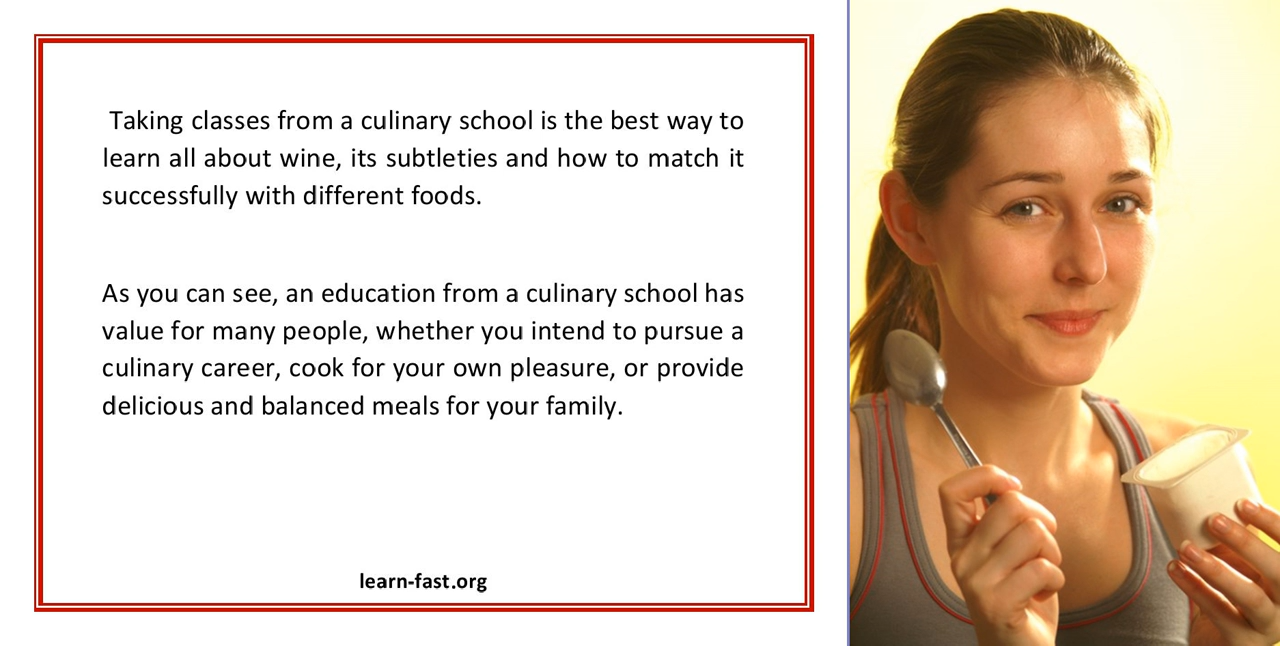 Taking classes from a culinary school is the best way to
learn all about wine, its subtleties and how to match it
successfully with different foods.
As you can see, an education from a culinary school has
value for many people, whether you intend to pursue a
culinary career, cook for your own pleasure, or provide
delicious and balanced meals for your family.
learn-fast.org